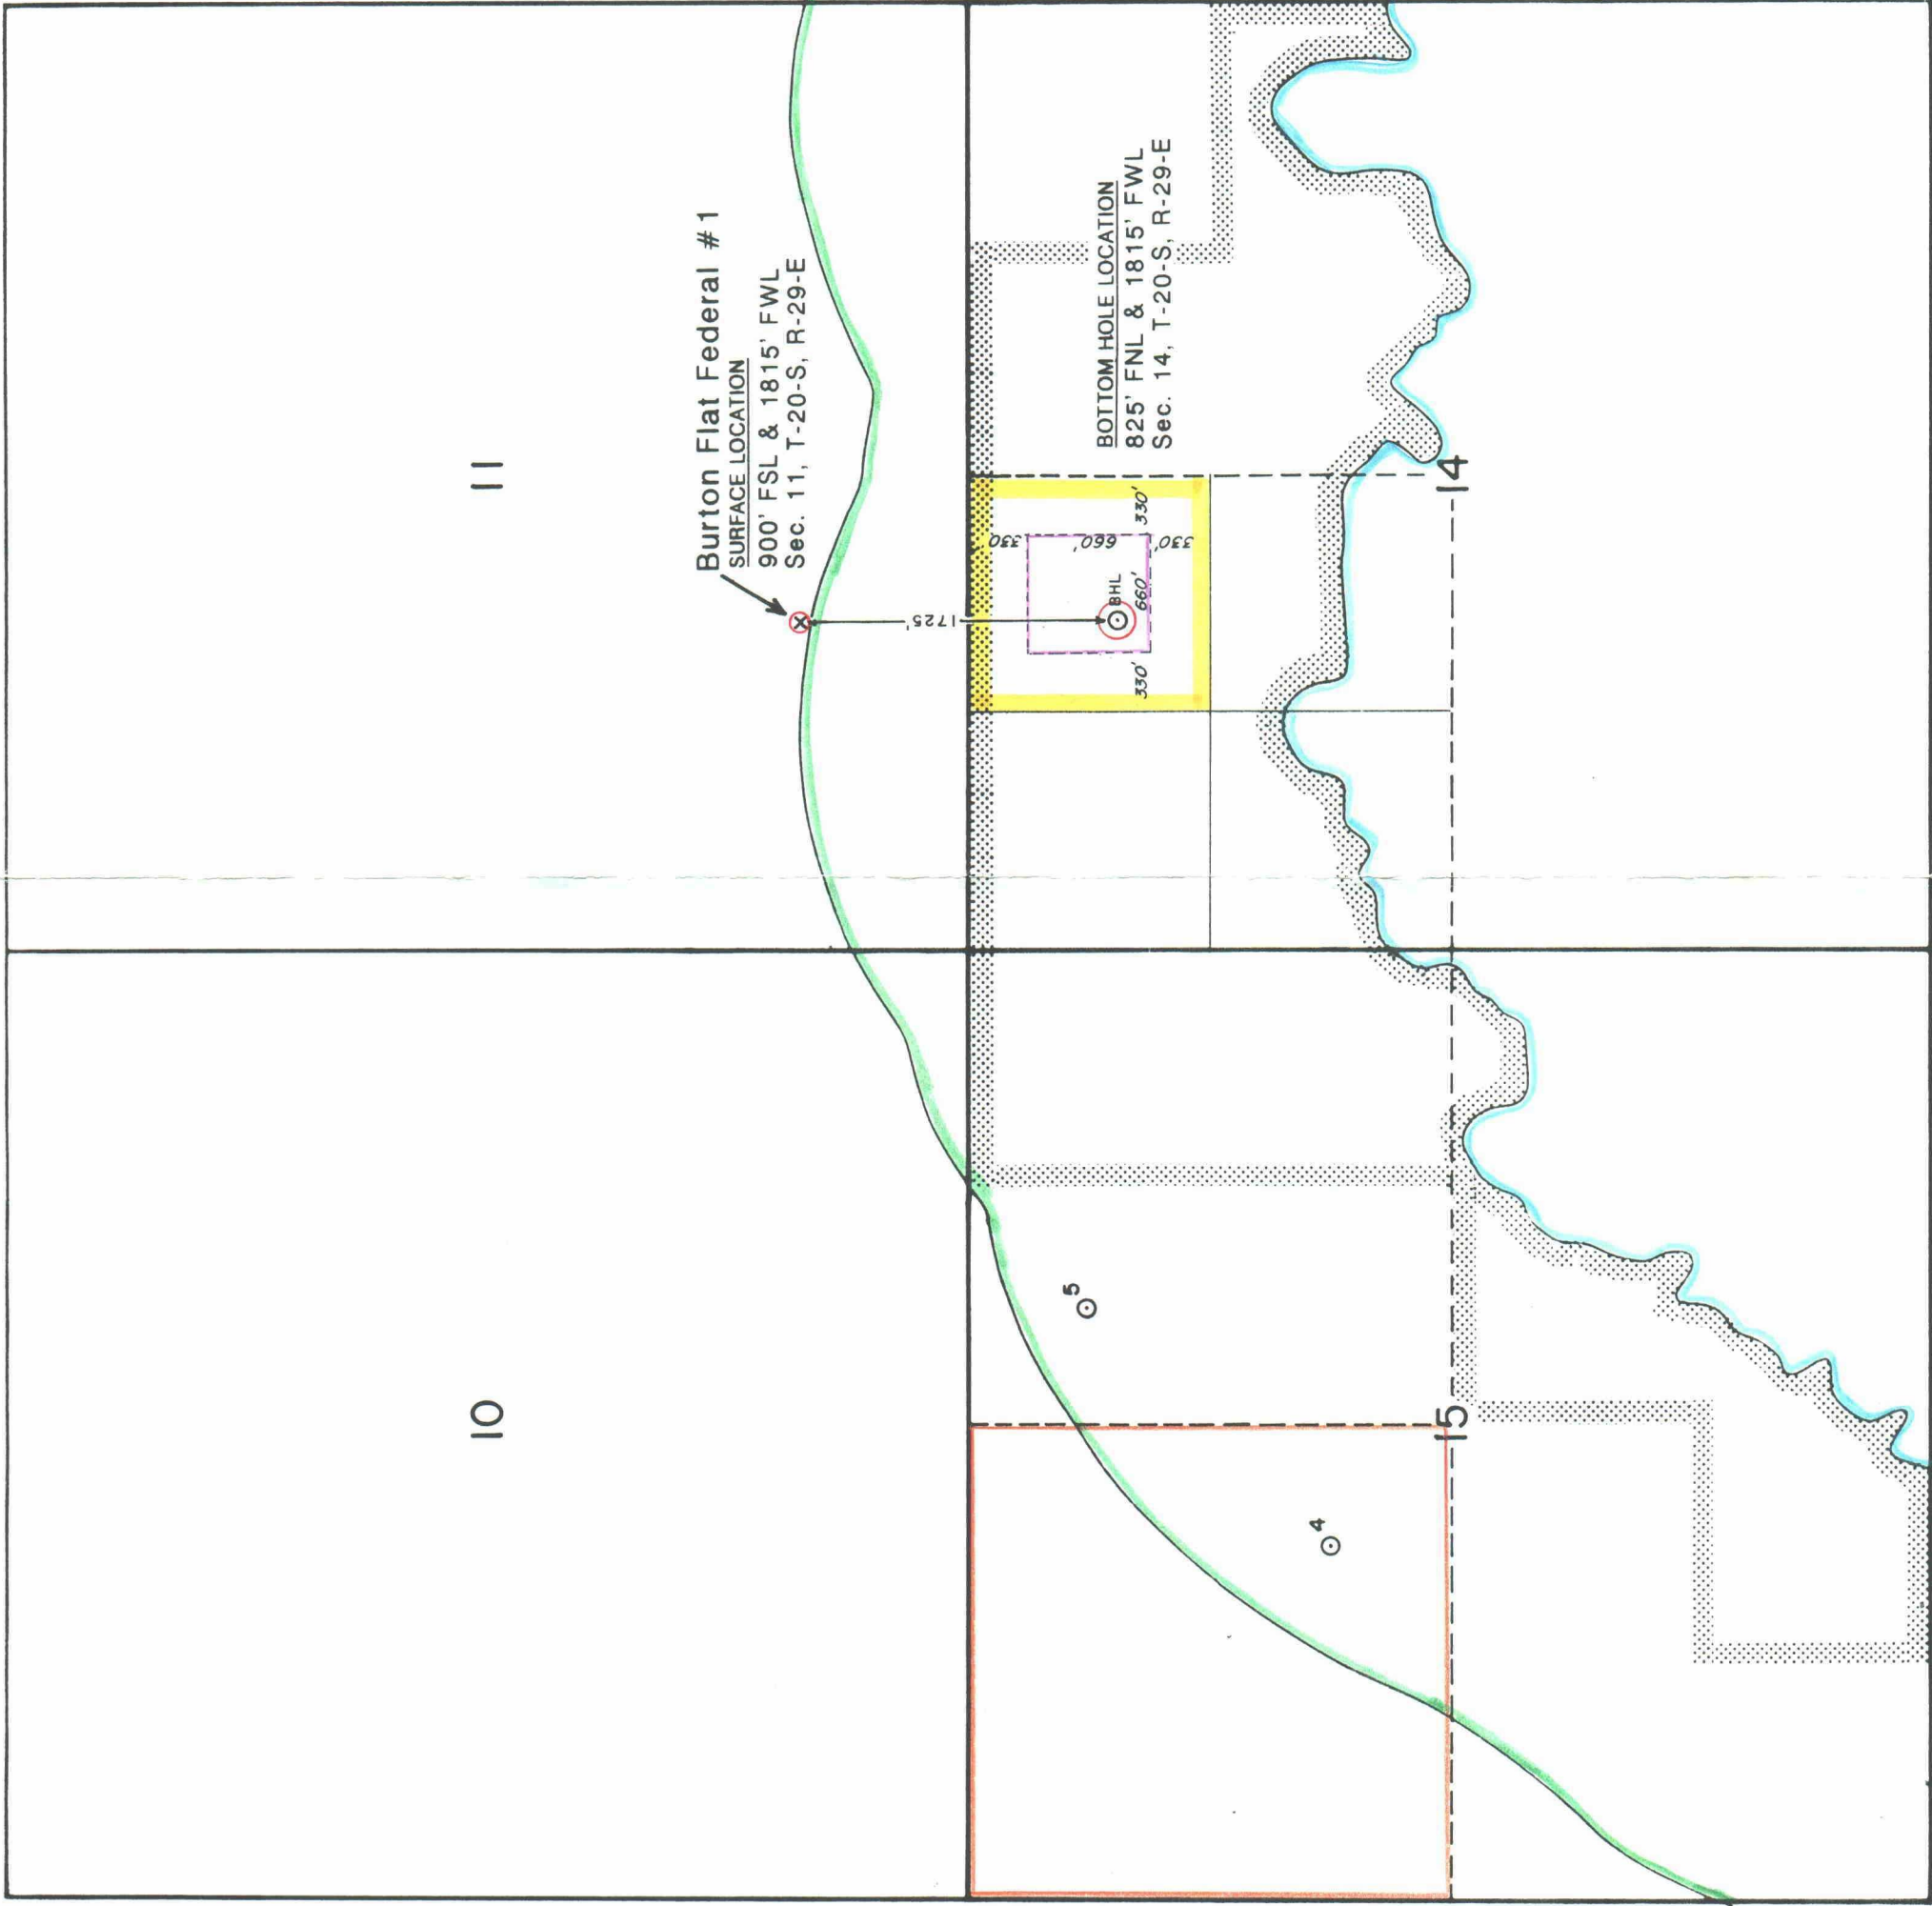 10
11
Burton Flat Federal #1
SURFACE LOCATION
900' FSL & 1815' FWL
Sec. 11, T-20-S, R-29-E
1725'
330'
660'
330'
BHL
330'
660'
330'
BOTTOM HOLE LOCATION
825' FNL & 1815' FWL
Sec. 14, T-20-S, R-29-E
5
4
15
14